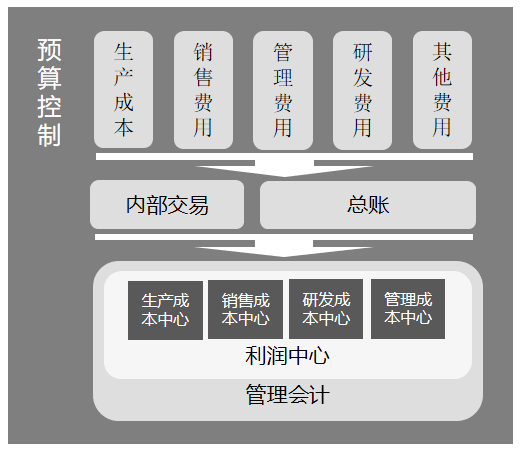 预算控制
生产成本
销售费用
管理费用
研发费用
其他费用
内部交易
总账
生产成
本中心
销售成
本中心
研发成
本中心
管理成
本中心
利润中心
管理会计